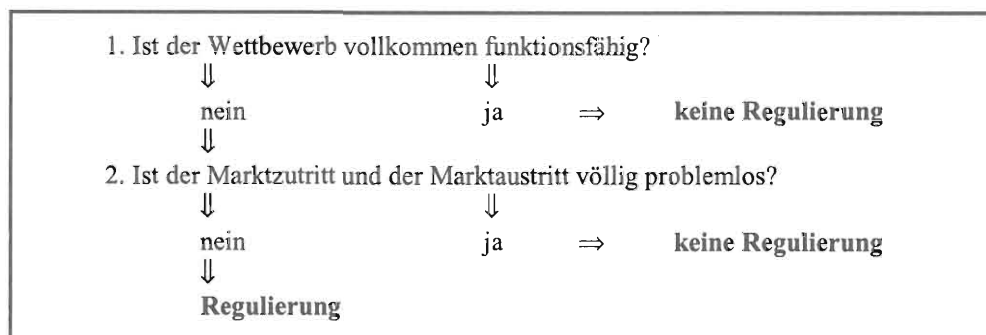 1. Ist der Wettbewerb vollkommen funktionsfähig?
⇓ ⇓
nein ja ⇒ keine Regulierung
⇓
2. Ist der Marktzutritt und der Marktaustritt völlig problemlos?
⇓ ⇓
nein ja ⇒ keine Regulierung
⇓
Regulierung